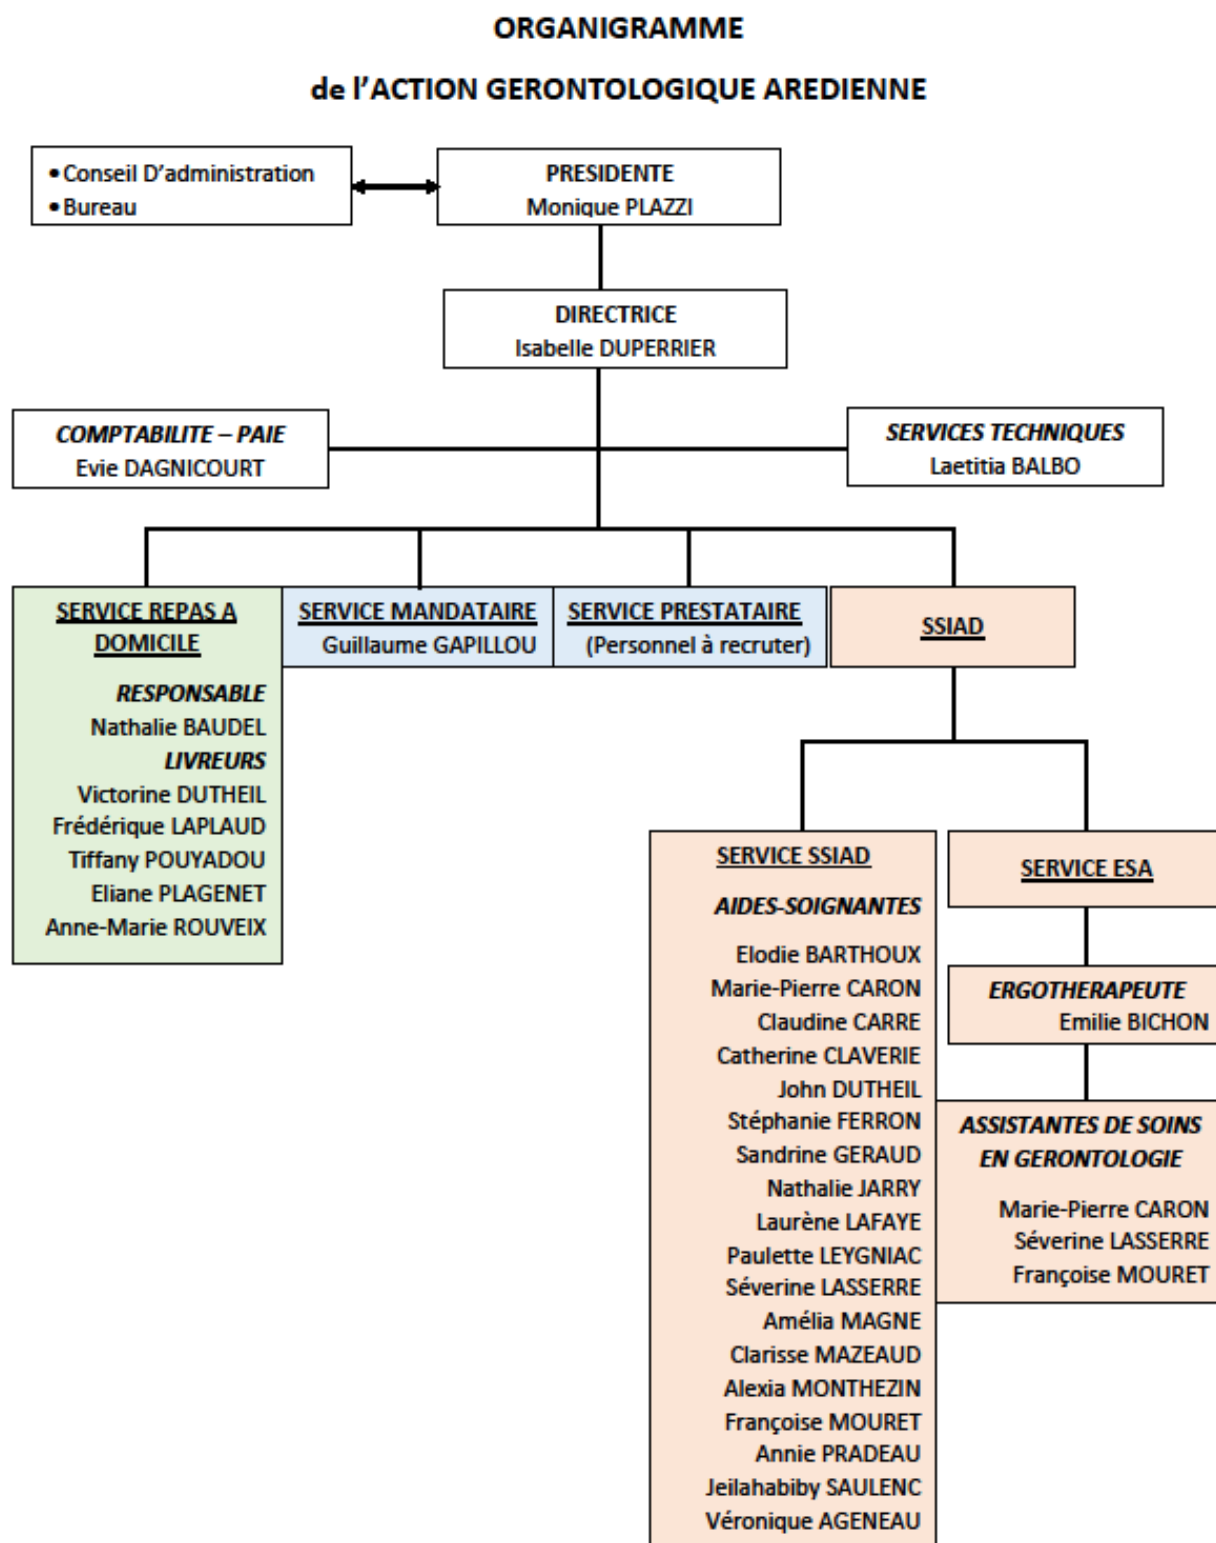 ORGANIGRAMME
de l'ACTION GERONTOLOGIQUE AREDIENNE
• Conseil D'administration
• Bureau
PRESIDENTE
Monique PLAZZI
DIRECTRICE
Isabelle DUPERRIER
COMPTABILITE – PAIE
Evie DAGNICOURT
SERVICES TECHNIQUES
Laetitia BALBO
SERVICE REPAS A
DOMICILE
RESPONSABLE
Nathalie BAUDEL
LIVREURS
Victorine DUTHEIL
Frédérique LAPLAUD
Tiffany POUYADOU
Eliane PLAGENET
Anne-Marie ROUVEIX
SERVICE MANDATAIRE
Guillaume GAPILLOU
SERVICE PRESTATAIRE
(Personnel à recruter)
SSIAD
SERVICE SSIAD
AIDES-SOIGNANTES
Elodie BARTHOUX
Marie-Pierre CARON
Claudine CARRE
Catherine CLAVERIE
John DUTHEIL
Stéphanie FERRON
Sandrine GERAUD
Nathalie JARRY
Laurène LAFAYE
Paulette LEYGNIAC
Séverine LASSERRE
Amélia MAGNE
Clarisse MAZEAUD
Alexia MONTHEZIN
Françoise MOURET
Annie PRADEAU
Jeilahabiby SAULENC
Véronique AGENEAU
SERVICE ESA
ERGOTHERAPEUTE
Emilie BICHON
ASSISTANTES DE SOINS
EN GERONTOLOGIE
Marie-Pierre CARON
Séverine LASSERRE
Françoise MOURET